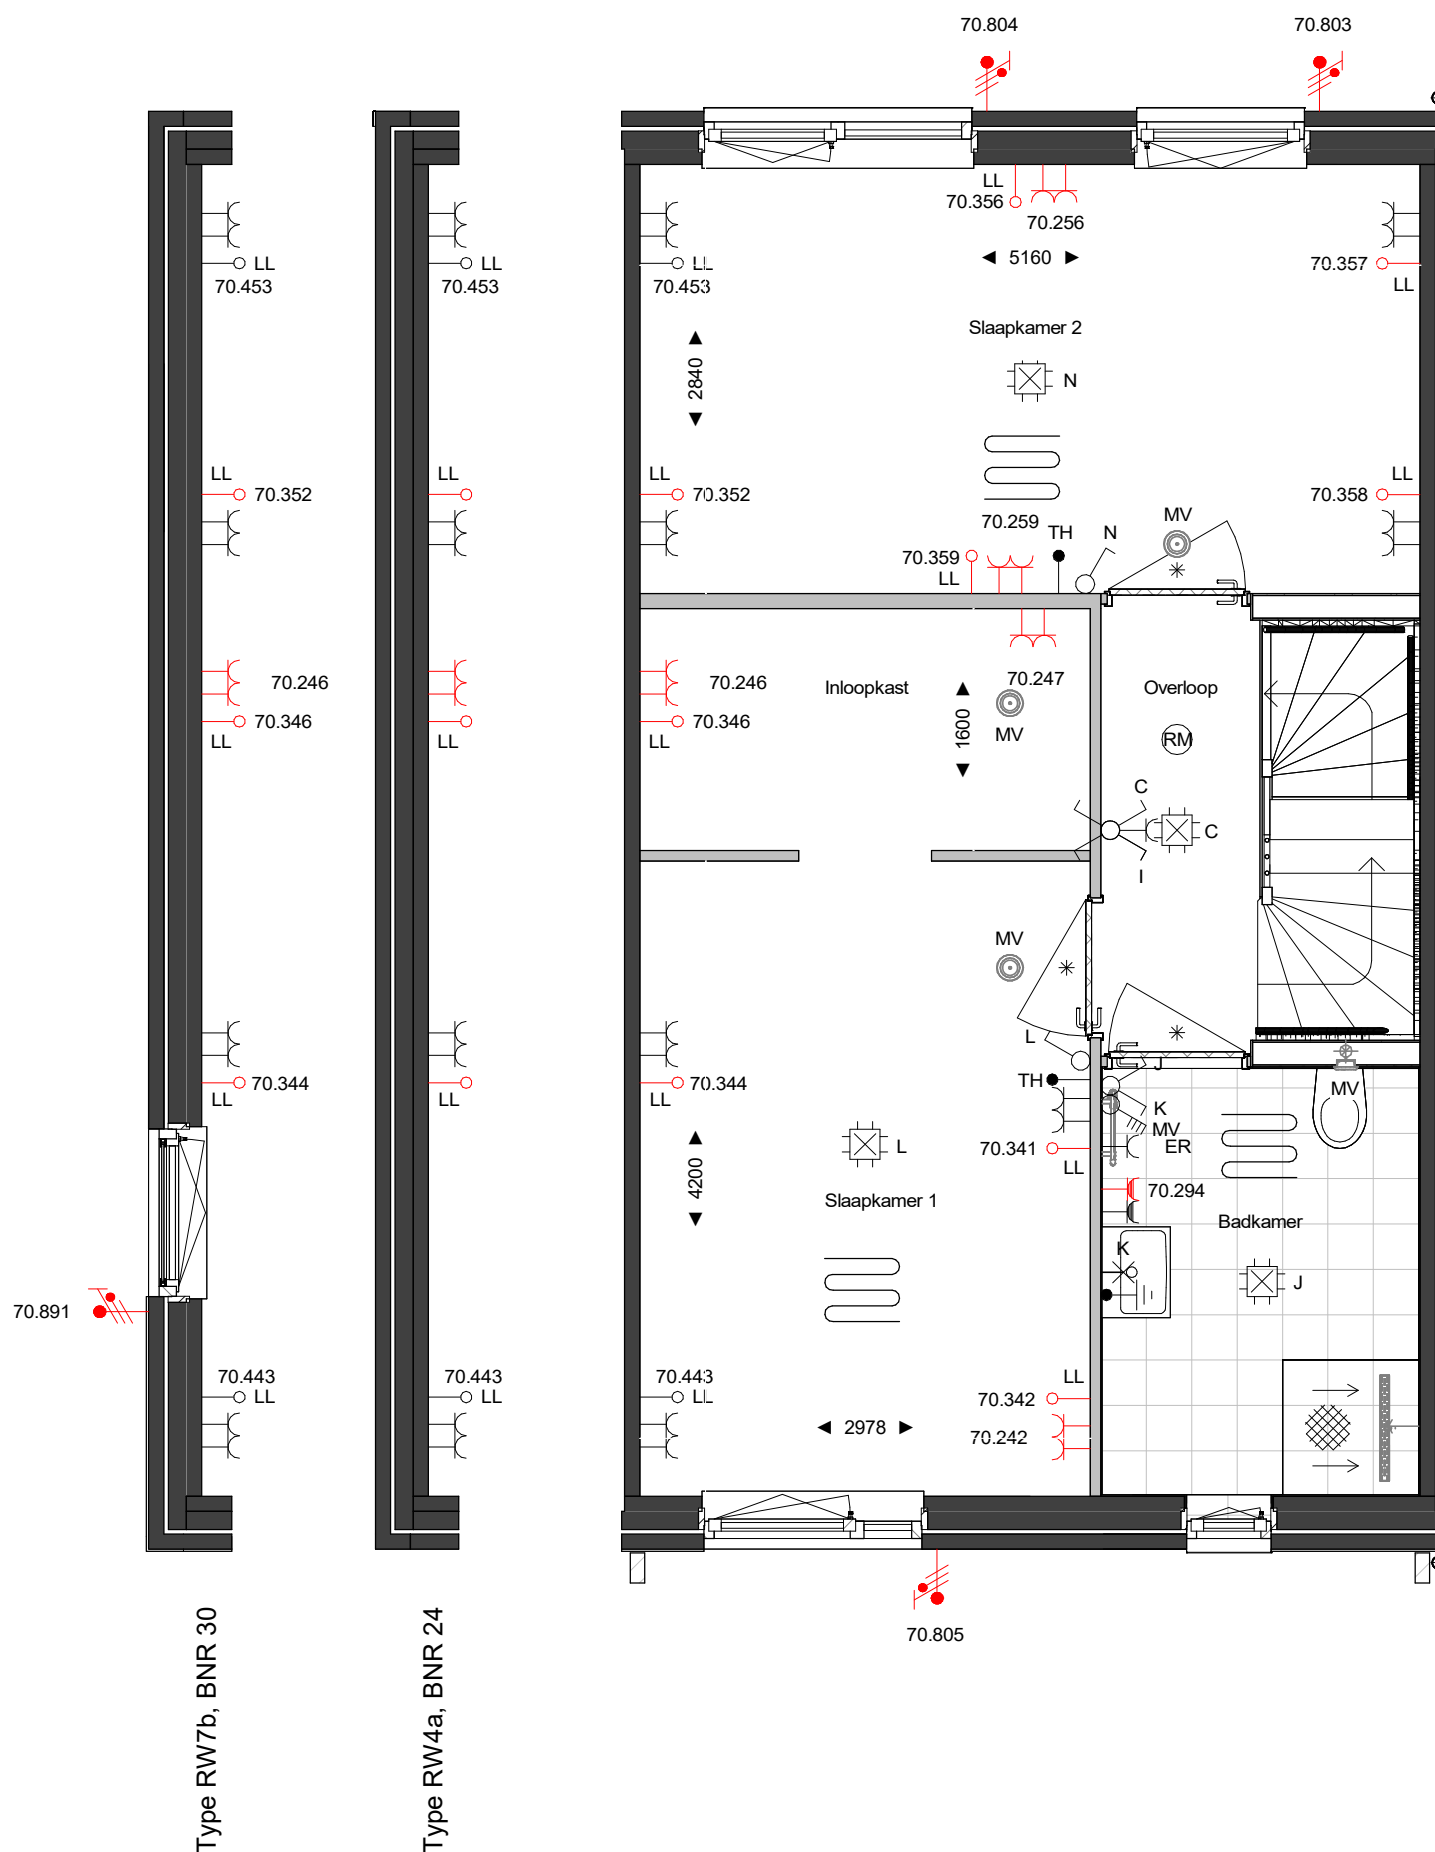 70.804 70.803
LL
70.356
70.256
◄ 5160 ►
LL LL LL 70.357
70.453 70.453 70.453 LL
Slaapkamer 2
◄ 2840 ►
N
LL LL LL LL
70.352 70.352 70.358
70.259
MV
TH N
70.359
LL
70.246 70.246 Inloopkast 70.247 Overloop
70.346 70.346
LL LL LL
◄ 1600 ►
MV
RM
C
C
I
MV
L
TH
70.344 70.344
LL LL LL
J
MV
K
MV
70.341
LL
ER
L
◄ 4200 ►
70.294
Slaapkamer 1
Badkamer
K
J
70.891
70.443 70.443 70.443
LL LL LL
LL
70.342
◄ 2978 ►
70.242
70.805
Type RW7b, BNR 30
Type RW4a, BNR 24